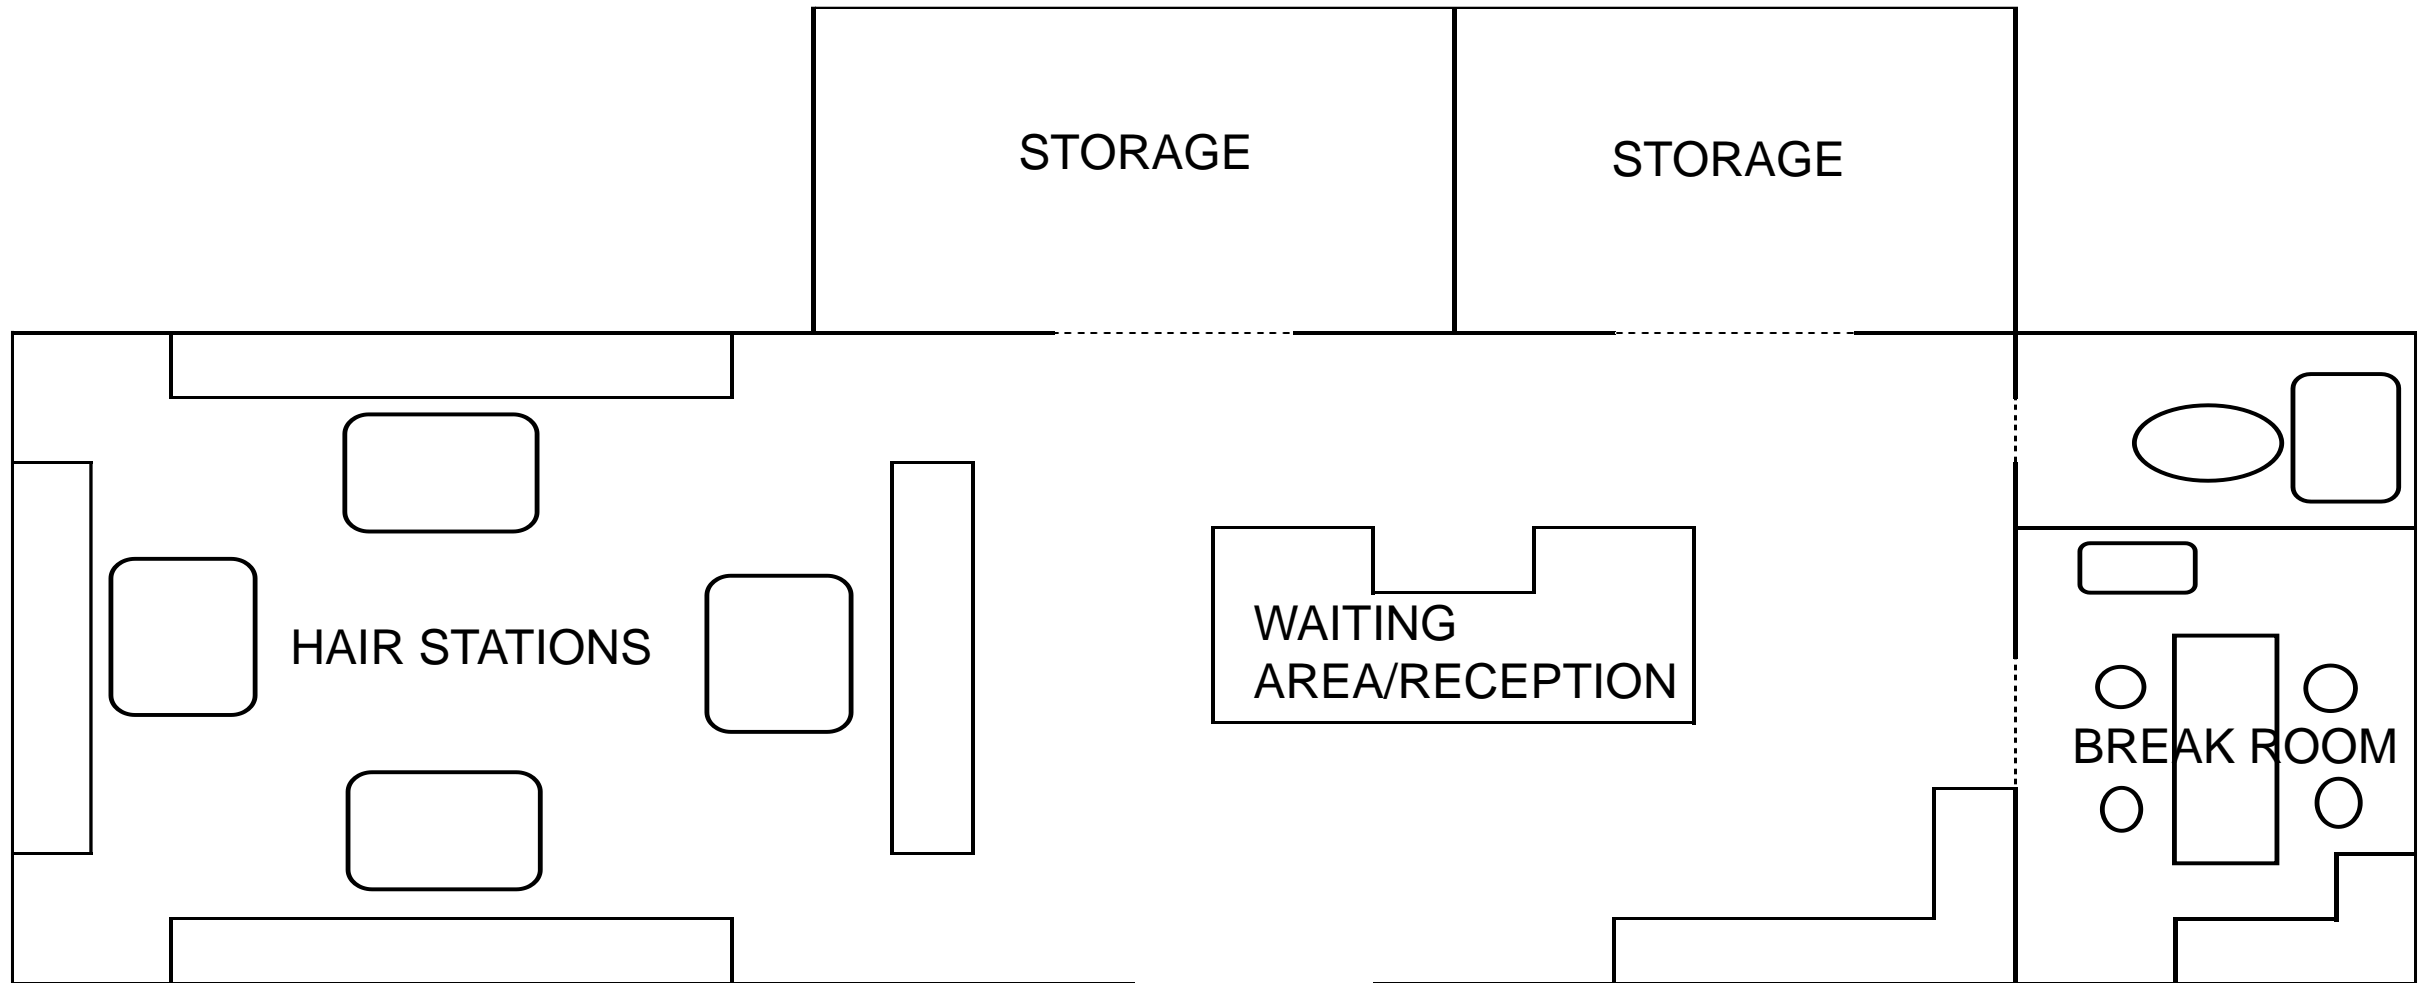 STORAGE
STORAGE
HAIR STATIONS
WAITING
AREA/RECEPTION
BREAK ROOM